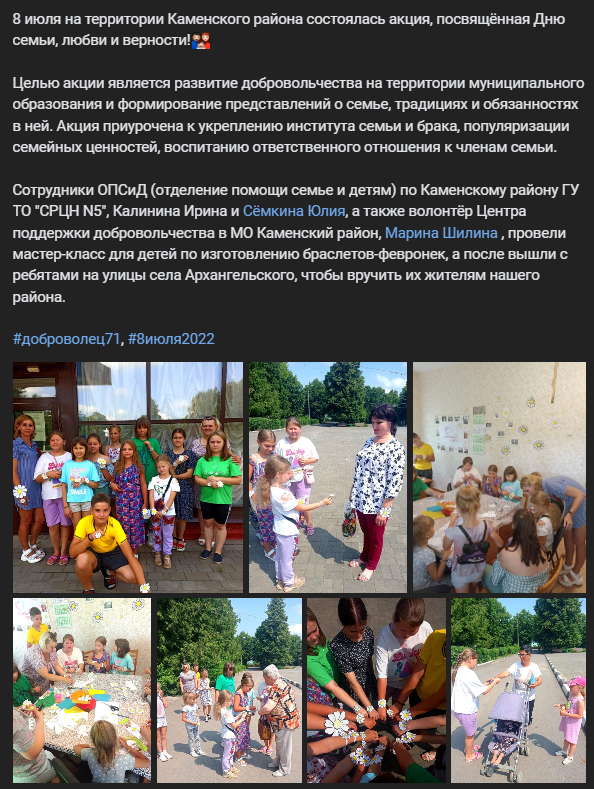 8 июля на территории Каменского района состоялась акция, посвящённая Дню
семьи, любви и верности!
Целью акции является развитие добровольчества на территории муниципального
образования и формирование представлений о семье, традициях и обязанностях
в ней. Акция приурочена к укреплению института семьи и брака, популяризации
семейных ценностей, воспитанию ответственного отношения к членам семьи.
Сотрудники ОПСиД (отделение помощи семье и детям) по Каменскому району ГУ
ТО "СРЦН N5", Калинина Ирина и Сёмкина Юлия, а также волонтёр Центра
поддержки добровольчества в МО Каменский район, Марина Шилина , провели
мастер-класс для детей по изготовлению браслетов-февронек, а после вышли с
ребятами на улицы села Архангельского, чтобы вручить их жителям нашего
района.
#доброволец71, #8июля2022